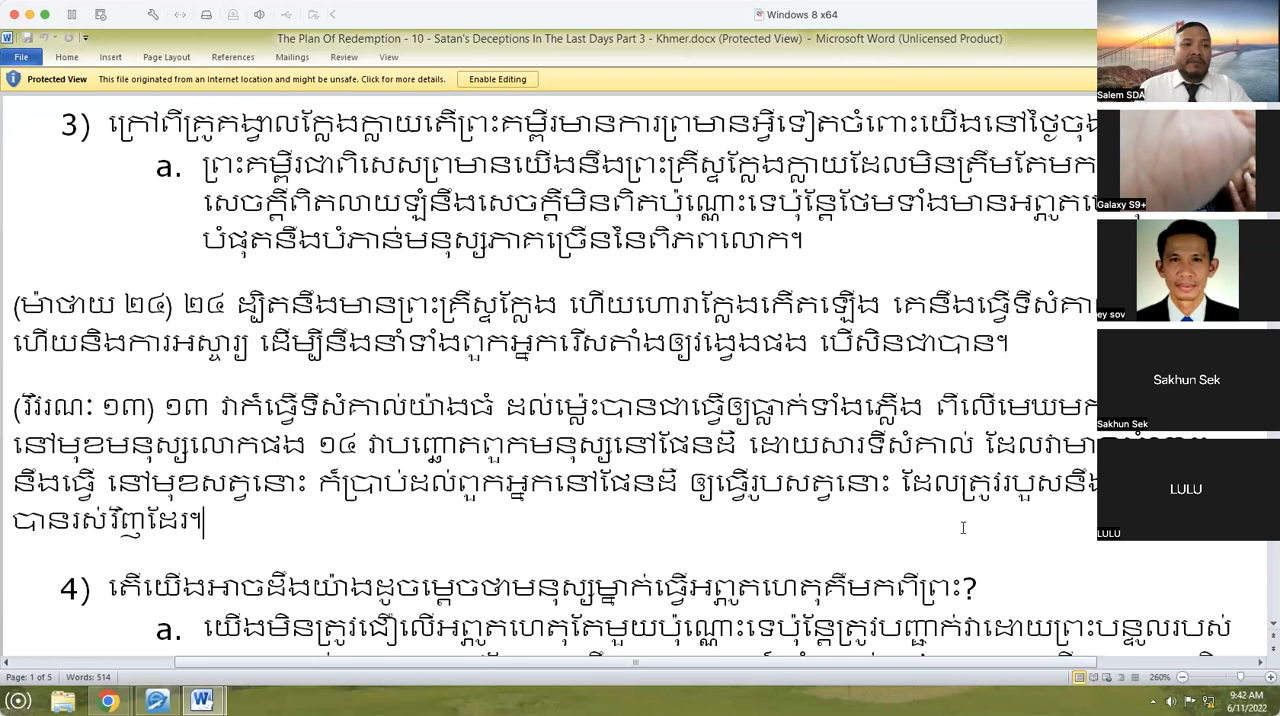 Windows 8 x64
The Plan Of Redemption - 10 - Satan's Deceptions In The Last Days Part 3 - Khmer.docx (Protected View) - Microsoft Word (Unlicensed Product)
File Home Insert Page Layout References Mailings Review View
Protected View This file originated from an Internet location and might be unsafe. Click for more details. Enable Editing
3) ក្រៅពីគ្រូគង្វាលក្លែងក្លាយតើព្រះគម្ពីរមានការព្រមានអ្វីទៀតចំពោះយើងនៅថ្ងៃចុង
a. ព្រះគម្ពីរជាពិសេសព្រមានយើងនឹងព្រះគ្រីស្ទក្លែងក្លាយដែលមិនត្រឹមតែមក
សេចក្តីពិតលាយឡំនឹងសេចក្តីមិនពិតប៉ុណ្ណោះទេប៉ុន្តែថែមទាំងមានអព្ភូត
បំផុតនឹងបំភាន់មនុស្សភាគច្រើននៃពិភពលោក។
(ម៉ាថាយ ២៤) ២៤ ដ្បិតនឹងមានព្រះគ្រីស្ទក្លែង ហើយហោរាក្លែងកើតឡើង គេនឹងធ្វើទីសំគា
ហើយនិងការអស្ចារ្យ ដើម្បីនឹងនាំទាំងពួកអ្នករើសតាំងឲ្យវង្វេងផង បើសិនជាបាន។
(វិវរណៈ ១៣) ១៣ វាក៏ធ្វើទីសំគាល់យ៉ាងធំ ដល់ម៉្លេះបានជាធ្វើឲ្យធ្លាក់ទាំងភ្លើង ពីលើមេឃមក
នៅមុខមនុស្សលោកផង ១៤ វាបញ្ឆោតពួកមនុស្សនៅផែនដី ដោយសារទីសំគាល់ ដែលវាមា
នឹងធ្វើ នៅមុខសត្វនោះ ក៏ប្រាប់ដល់ពួកអ្នកនៅផែនដី ឲ្យធ្វើរូបសត្វនោះ ដែលត្រូវរបួសនឹង
បានរស់វិញដែរ។
4) តើយើងអាចដឹងយ៉ាងដូចម្តេចថាមនុស្សម្នាក់ធ្វើអព្ភូតហេតុគឺមកពីព្រះ?
a. យើងមិនត្រូវជឿលើអព្ភូតហេតុតែមួយប៉ុណ្ណោះទេប៉ុន្តែត្រូវបញ្ជាក់វាដោយព្រះបន្ទូលរបស់
Salem SDA
Galaxy S9+
ey sov
Sakhun Sek
Sakhun Sek
LULU
LULU
Page: 1 of 5 Words: 514 260%
9:42 AM
6/11/2022